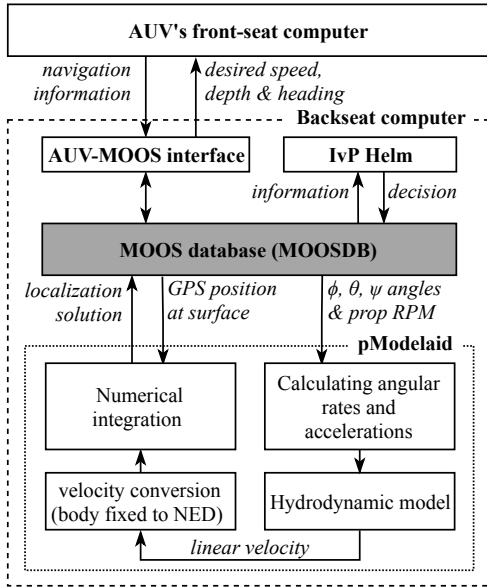 AUV's front-seat computer
navigation
information
desired speed,
depth & heading
Backseat computer
AUV-MOOS interface
IvP Helm
information
decision
MOOS database (MOOSDB)
localization
solution
GPS position
at surface
ϕ, θ, ψ angles
& prop RPM
pModelaid
Numerical
integration
Calculating angular
rates and
accelerations
velocity conversion
(body fixed to NED)
Hydrodynamic model
linear velocity